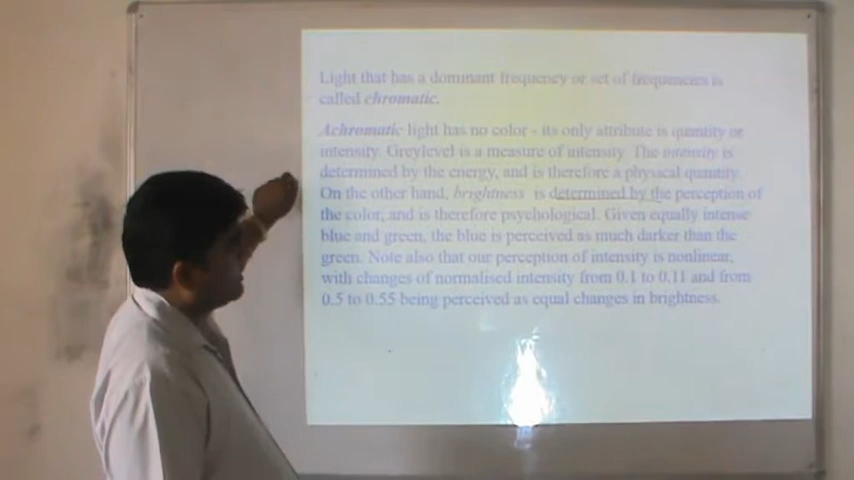 Light that has a dominant frequency or set of frequencies is
called chromatic.
Achromatic light has no color - its only attribute is quantity or
intensity. Greylevel is a measure of intensity. The intensity is
determined by the energy, and is therefore a physical quantity.
On the other hand, brightness is determined by the perception of
the color, and is therefore psychological. Given equally intense
blue and green, the blue is perceived as much darker than the
green. Note also that our perception of intensity is nonlinear,
with changes of normalised intensity from 0.1 to 0.11 and from
0.5 to 0.55 being perceived as equal changes in brightness.